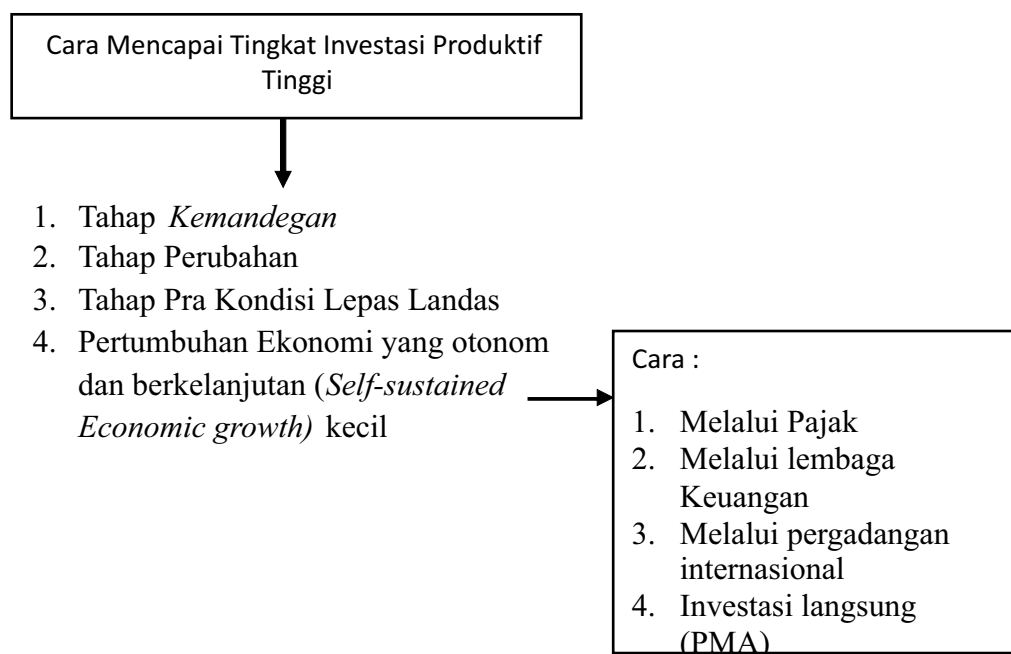 Cara Mencapai Tingkat Investasi Produktif
Tinggi
1. Tahap Kemandegan
2. Tahap Perubahan
3. Tahap Pra Kondisi Lepas Landas
4. Pertumbuhan Ekonomi yang otonom
dan berkelanjutan (Self-sustained
Economic growth) kecil
Cara :
1. Melalui Pajak
2. Melalui lembaga
Keuangan
3. Melalui pergadangan
internasional
4. Investasi langsung
(PMA)